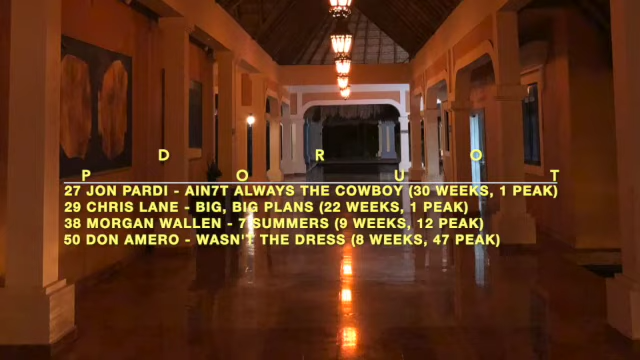 D R O
P O U T
27 JON PARDI - AIN7T ALWAYS THE COWBOY (30 WEEKS, 1 PEAK)
29 CHRIS LANE - BIG, BIG PLANS (22 WEEKS, 1 PEAK)
38 MORGAN WALLEN - 7 SUMMERS (9 WEEKS, 12 PEAK)
50 DON AMERO - WASN'T THE DRESS (8 WEEKS, 47 PEAK)